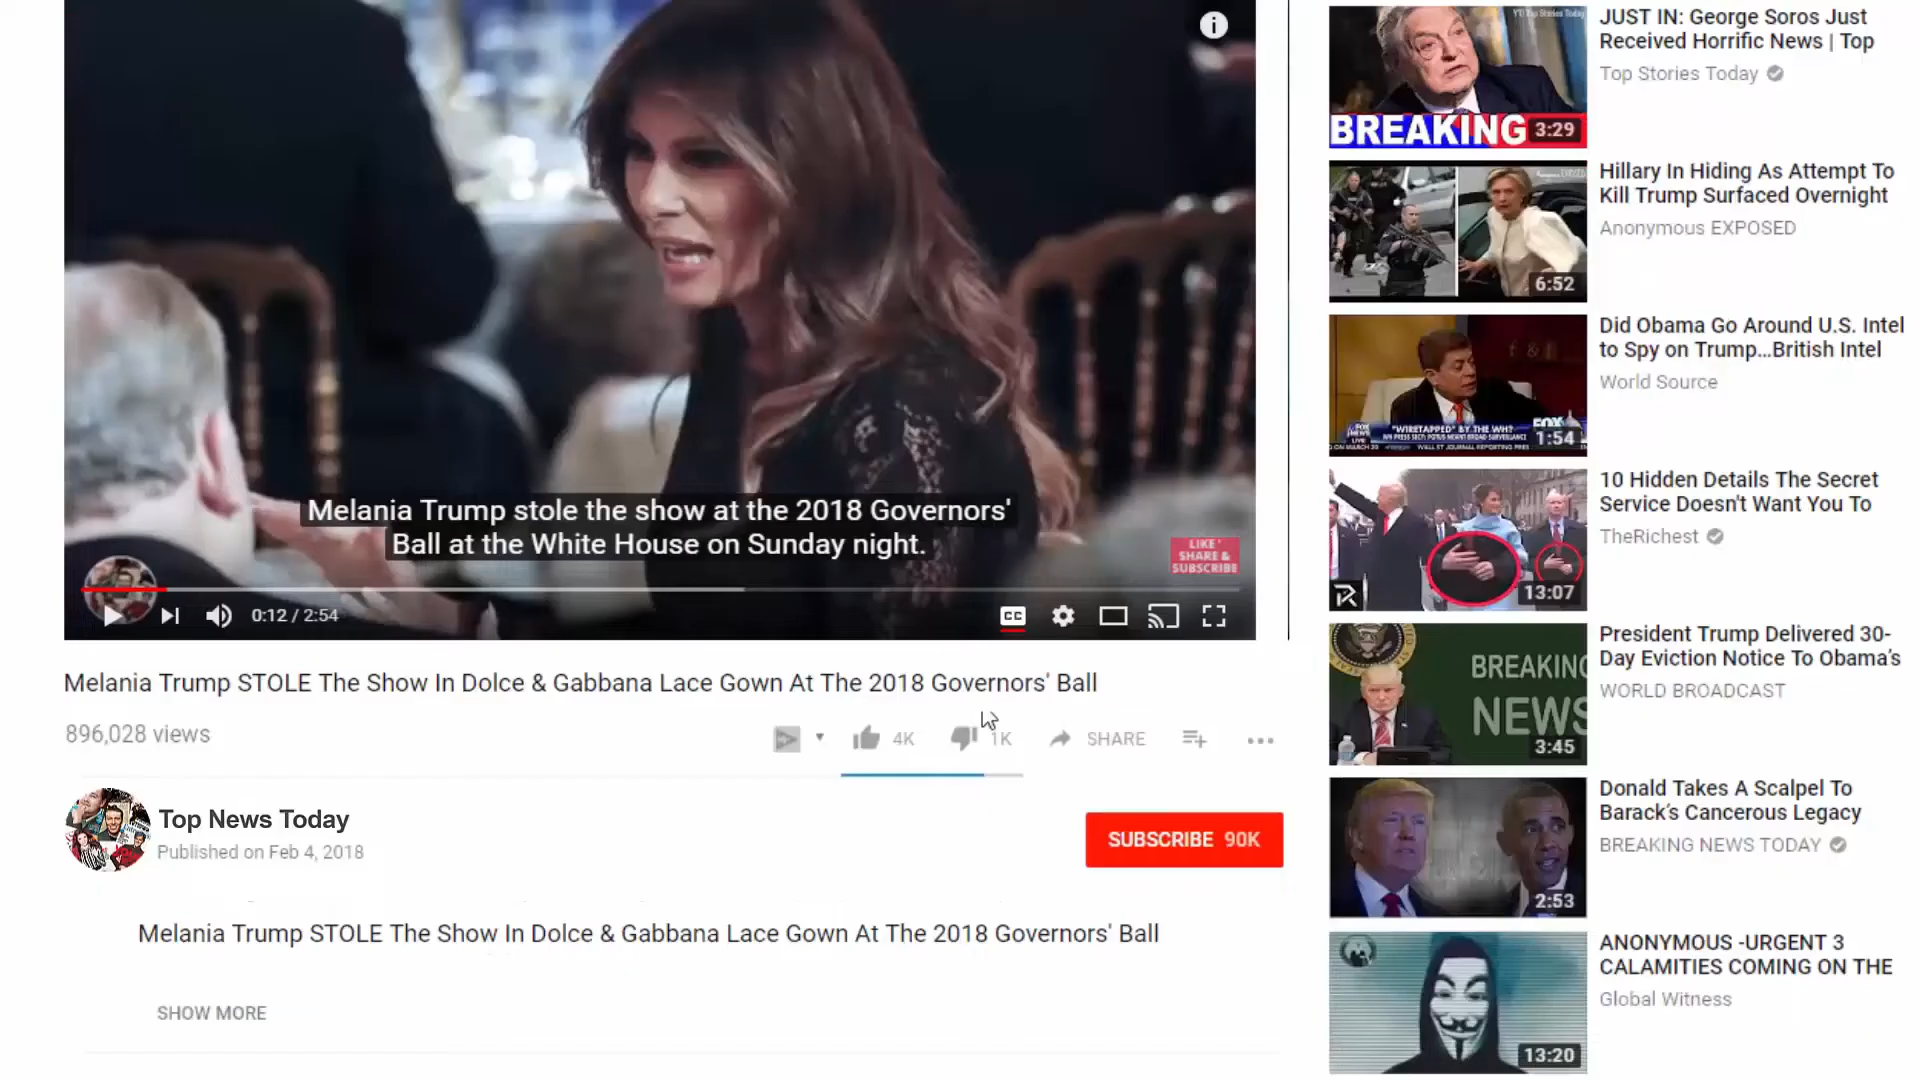 Melania Trump stole the show at the 2018 Governors'
Ball at the White House on Sunday night.
LIKE
SHARE &
SUBSCRIBE
0:12 / 2:54
CC
Melania Trump STOLE The Show In Dolce & Gabbana Lace Gown At The 2018 Governors' Ball
896,028 views
4K
1K
SHARE
Top News Today
Published on Feb 4, 2018
SUBSCRIBE 90K
Melania Trump STOLE The Show In Dolce & Gabbana Lace Gown At The 2018 Governors' Ball
SHOW MORE
BREAKING
3:29
JUST IN: George Soros Just
Received Horrific News | Top
Top Stories Today
6:52
Hillary In Hiding As Attempt To
Kill Trump Surfaced Overnight
Anonymous EXPOSED
"WIRETAPPED" BY THE WH?
FOX
1:54
Did Obama Go Around U.S. Intel
to Spy on Trump...British Intel
World Source
13:07
10 Hidden Details The Secret
Service Doesn't Want You To
TheRichest
BREAKING
NEWS
3:45
President Trump Delivered 30-
Day Eviction Notice To Obama's
WORLD BROADCAST
2:53
Donald Takes A Scalpel To
Barack's Cancerous Legacy
BREAKING NEWS TODAY
13:20
ANONYMOUS -URGENT 3
CALAMITIES COMING ON THE
Global Witness